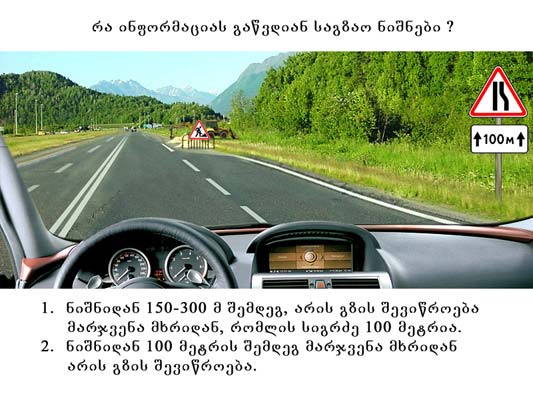 რა ინფორმაციას გაწვდიან საგზაო ნიშნები ?
100м
1. ნიშნიდან 150-300 მ შემდეგ, არის გზის შევიწროება
მარჯვენა მხრიდან, რომლის სიგრძე 100 მეტრია.
2. ნიშნიდან 100 მეტრის შემდეგ მარჯვენა მხრიდან
არის გზის შევიწროება.